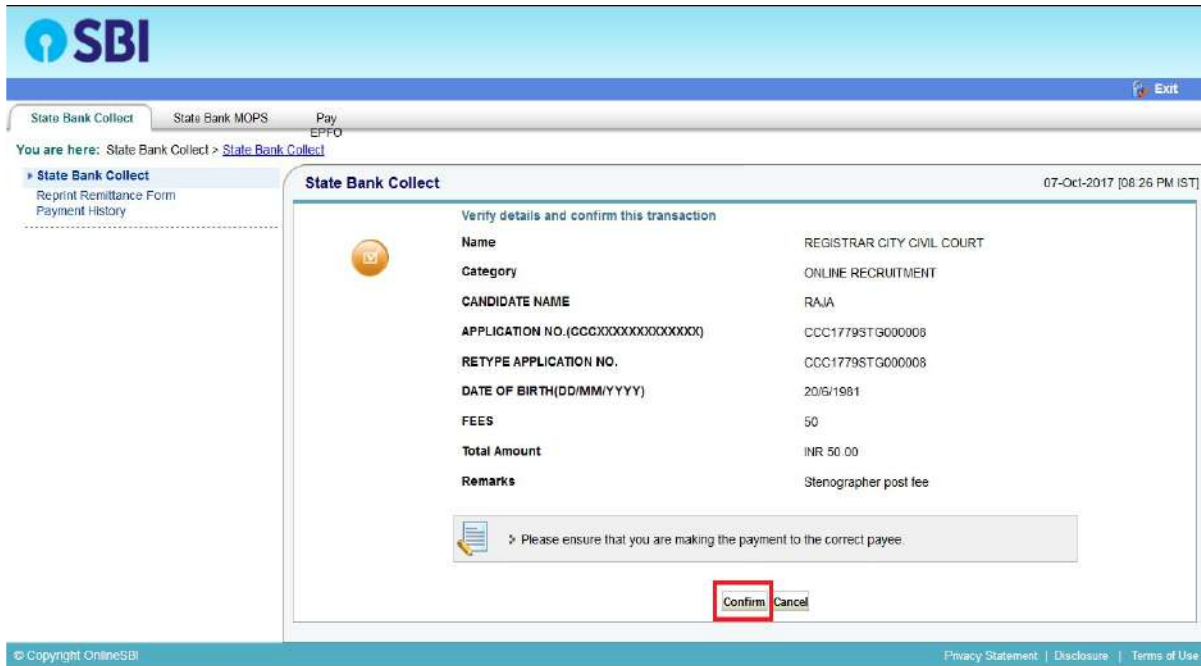 SBI
Exit
State Bank Collect State Bank MOPS Pay EPFO
You are here: State Bank Collect > State Bank Collect
State Bank Collect
Reprint Remittance Form
Payment History
State Bank Collect 07-Oct-2017 [08:26 PM IST]
Verify details and confirm this transaction
Name REGISTRAR CITY CIVIL COURT
Category ONLINE RECRUITMENT
CANDIDATE NAME RAJA
APPLICATION NO.(CCCXXXXXXXXXXXXX) CCC1779STG000008
RETYPE APPLICATION NO. CCC1779STG000008
DATE OF BIRTH(DD/MM/YYYY) 20/6/1981
FEES 50
Total Amount INR 50.00
Remarks Stenographer post fee
Please ensure that you are making the payment to the correct payee.
Confirm Cancel
© Copyright OnlineSBI Privacy Statement | Disclosure | Terms of Use